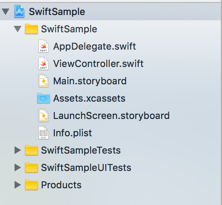 SwiftSample
SwiftSample
AppDelegate.swift
ViewController.swift
Main.storyboard
Assets.xcassets
LaunchScreen.storyboard
Info.plist
SwiftSampleTests
SwiftSampleUITests
Products